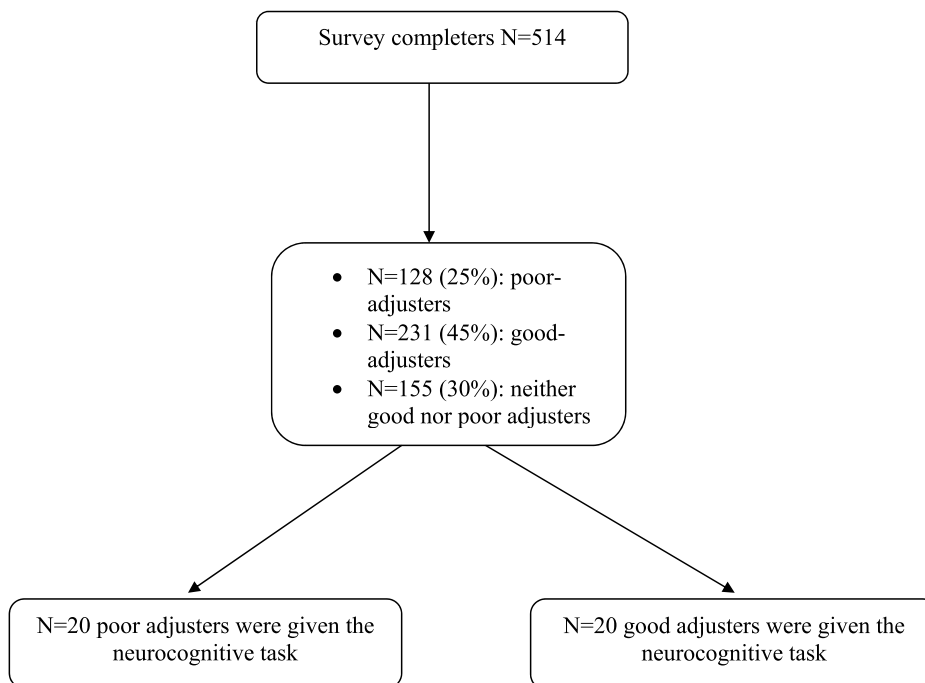 Survey completers N=514
• N=128 (25%): poor-
adjusters
• N=231 (45%): good-
adjusters
• N=155 (30%): neither
good nor poor adjusters
N=20 poor adjusters were given the
neurocognitive task
N=20 good adjusters were given the
neurocognitive task